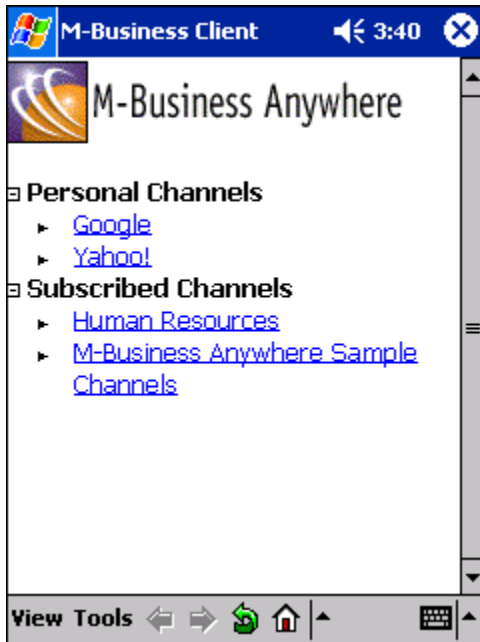 M-Business Client 3:40
M-Business Anywhere
Personal Channels
Google
Yahoo!
Subscribed Channels
Human Resources
M-Business Anywhere Sample
Channels
View Tools